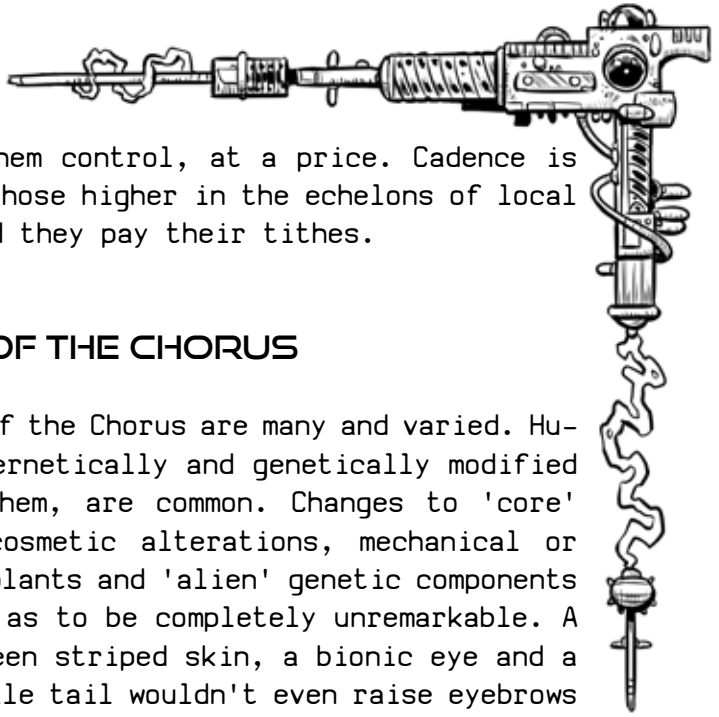 hem control, at a price. Cadence is
hose higher in the echelons of local
they pay their tithes.
OF THE CHORUS
f the Chorus are many and varied. Hu-
ernetically and genetically modified
hem, are common. Changes to 'core'
cosmetic alterations, mechanical or
plants and 'alien' genetic components
as to be completely unremarkable. A
een striped skin, a bionic eye and a
le tail wouldn't even raise eyebrows